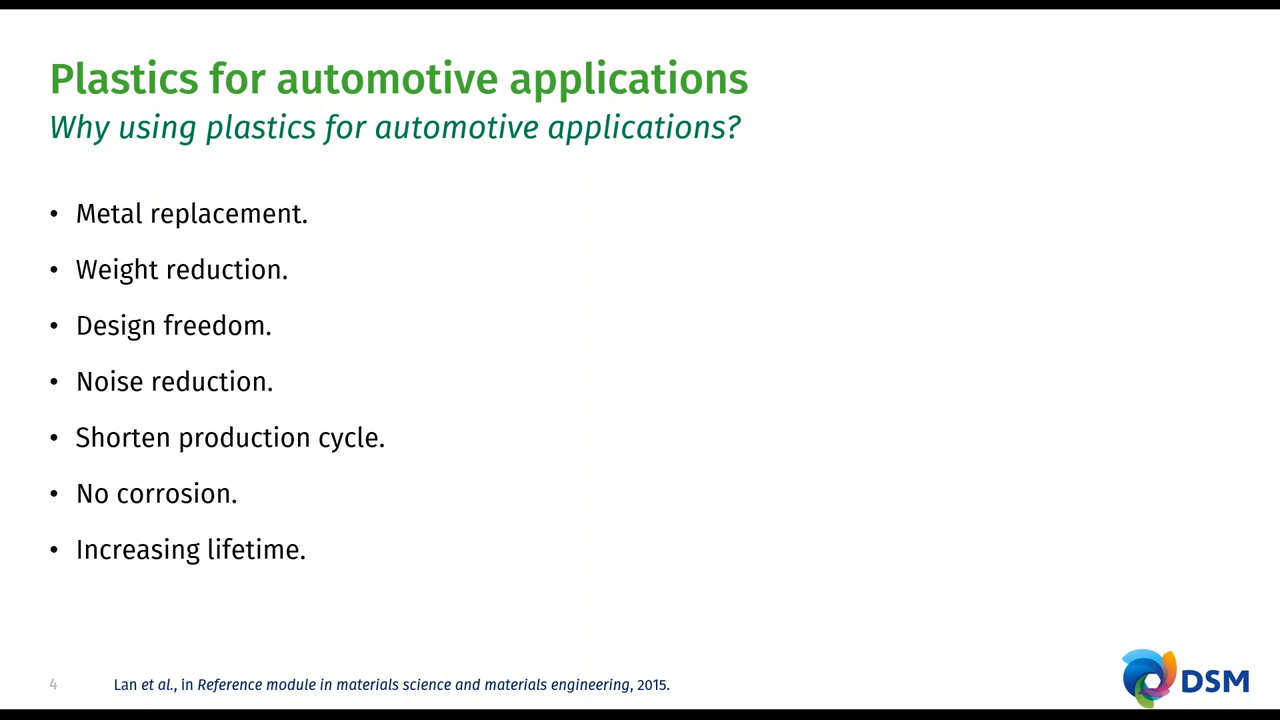 Plastics for automotive applications
Why using plastics for automotive applications?
• Metal replacement.
• Weight reduction.
• Design freedom.
• Noise reduction.
• Shorten production cycle.
• No corrosion.
• Increasing lifetime.
4 Lan et al., in Reference module in materials science and materials engineering, 2015.
DSM